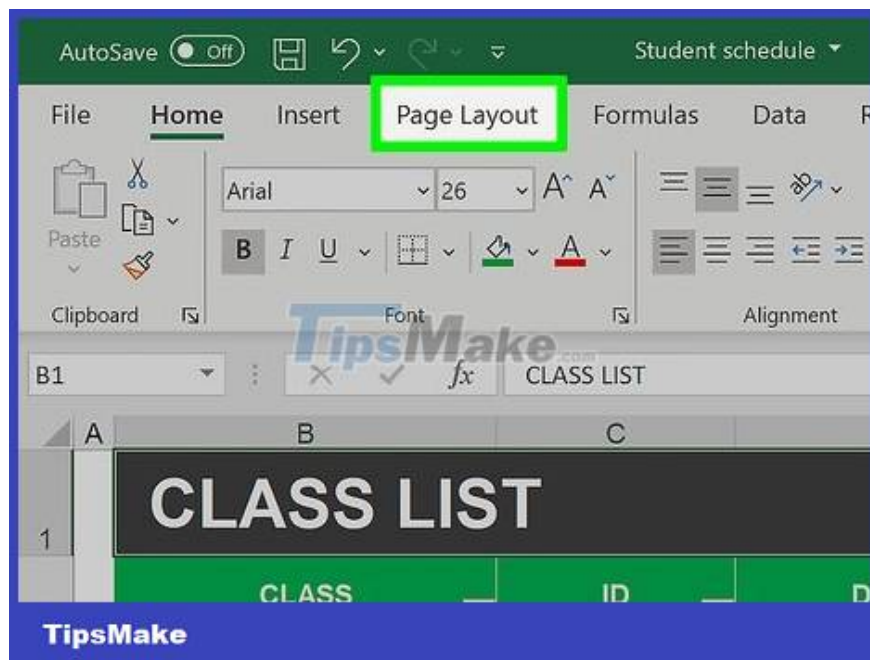 AutoSave Off Student schedule
File Home Insert Page Layout Formulas Data
Arial 26 A A
Paste B I U A
Clipboard Font Alignment
TipsMake.com
B1 fx CLASS LIST
A B C
1 CLASS LIST
CLASS ID D
TipsMake